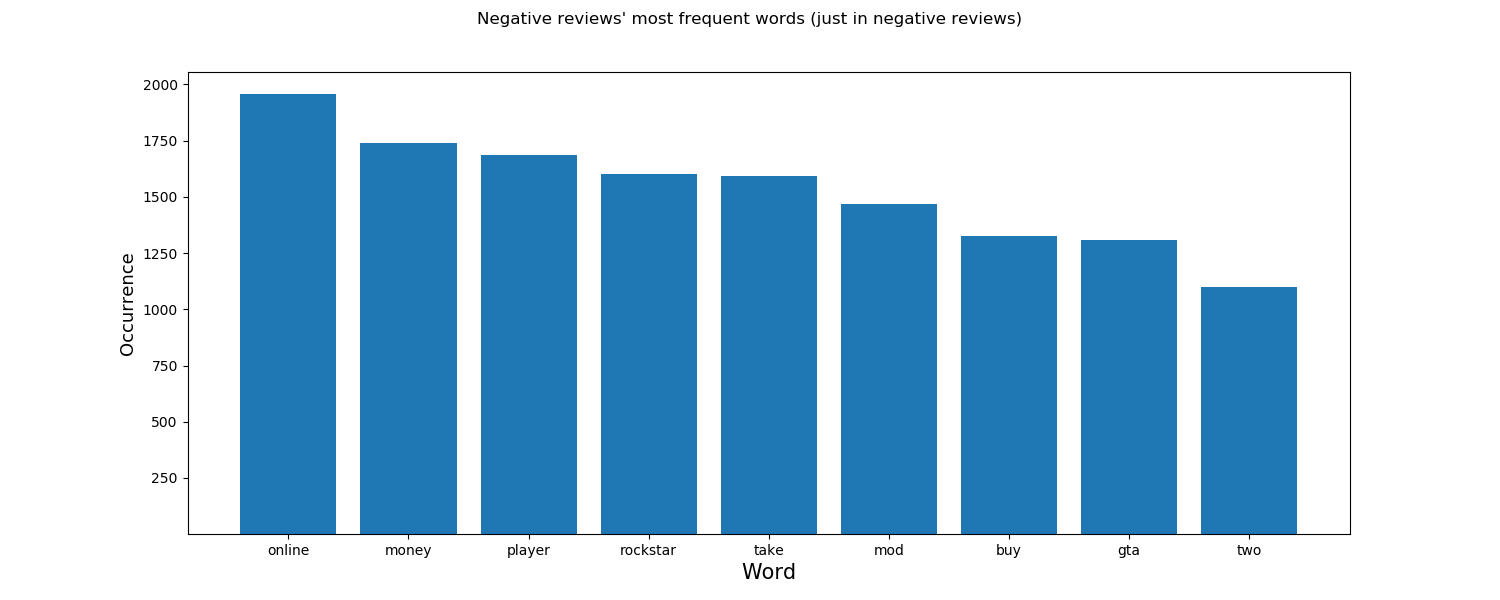 Negative reviews' most frequent words (just in negative reviews)
2000
1750
1500
1250
1000
750
500
250
Occurrence
online money player rockstar take mod buy gta two
Word